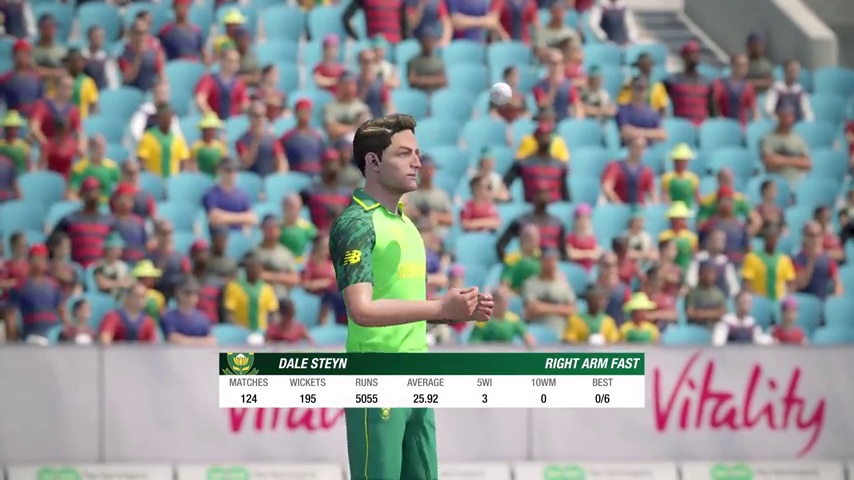 DALE STEYN RIGHT ARM FAST
MATCHES WICKETS RUNS AVERAGE 5WI 10WM BEST
124 195 5055 25.92 3 0 0/6
Vitality